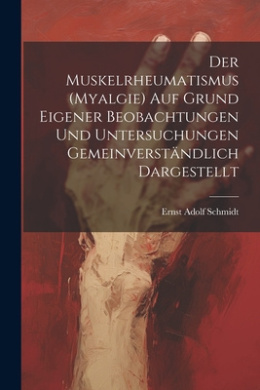 Der
Muskelrheumatismus
(Myalgie) Auf Grund
Eigener Beobachtungen
Und Untersuchungen
Gemeinverständlich
Dargestellt
Ernst Adolf Schmidt